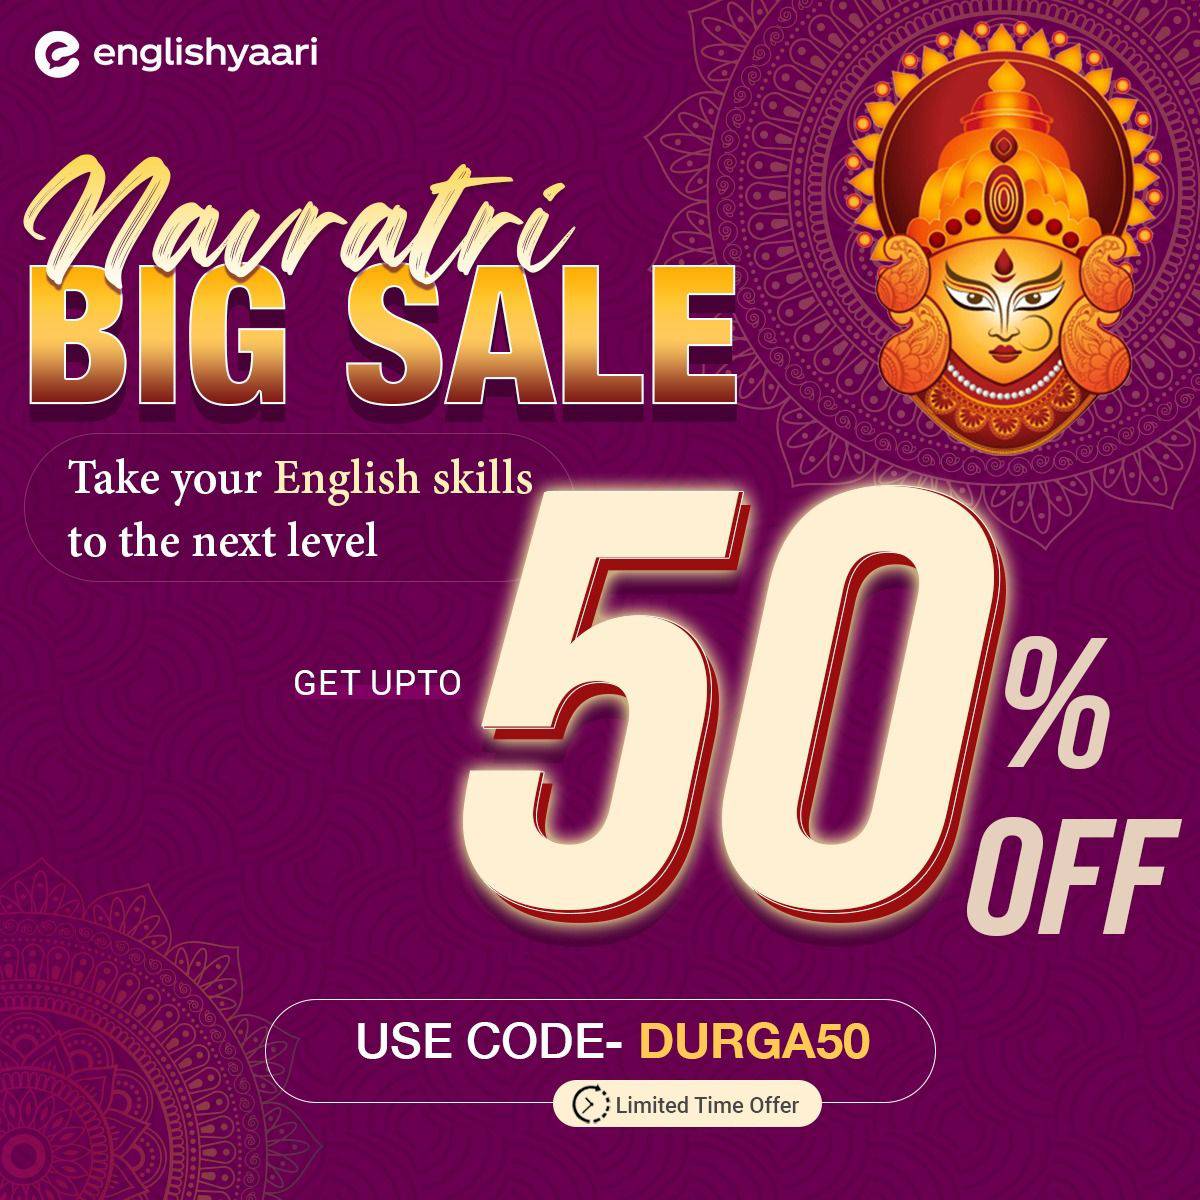 englishyaari
Navratri
BIG SALE
Take your English skills
to the next level
GET UPTO
50%
OFF
USE CODE- DURGA50
Limited Time Offer